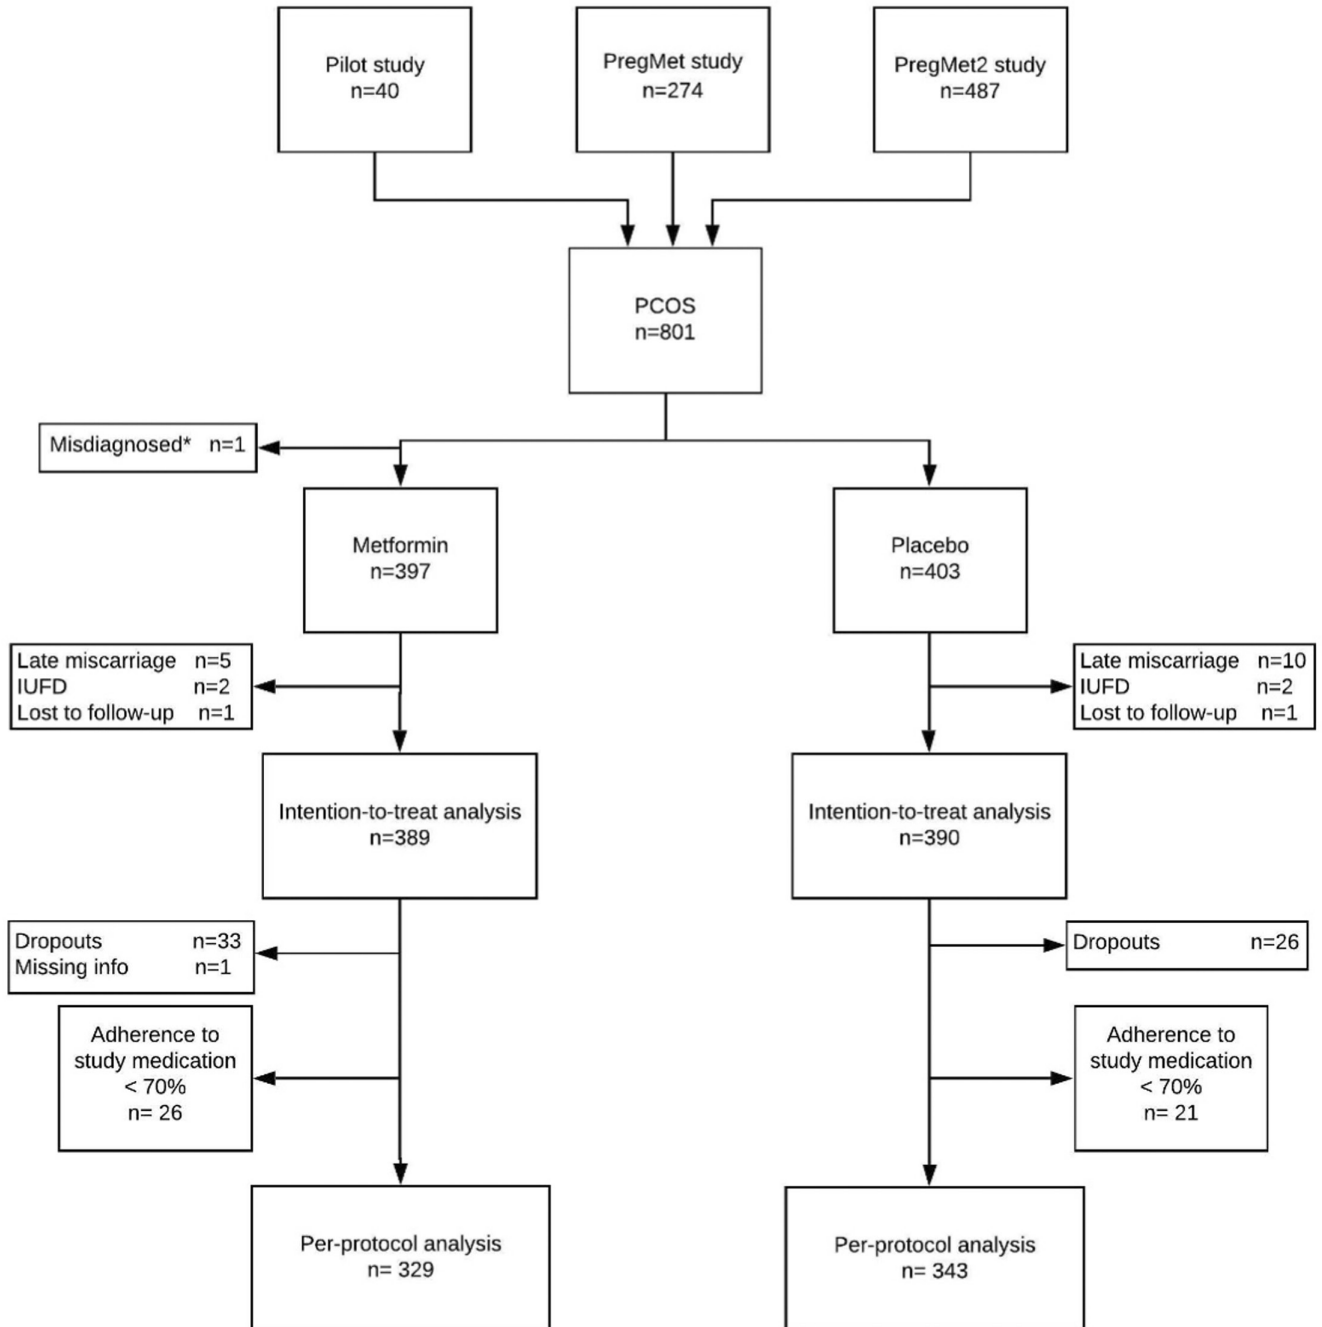 Pilot study
n=40
PregMet study
n=274
PregMet2 study
n=487
PCOS
n=801
Misdiagnosed* n=1
Metformin
n=397
Placebo
n=403
Late miscarriage n=5
IUFD n=2
Lost to follow-up n=1
Late miscarriage n=10
IUFD n=2
Lost to follow-up n=1
Intention-to-treat analysis
n=389
Intention-to-treat analysis
n=390
Dropouts n=33
Missing info n=1
Dropouts n=26
Adherence to
study medication
< 70%
n= 26
Adherence to
study medication
< 70%
n= 21
Per-protocol analysis
n= 329
Per-protocol analysis
n= 343